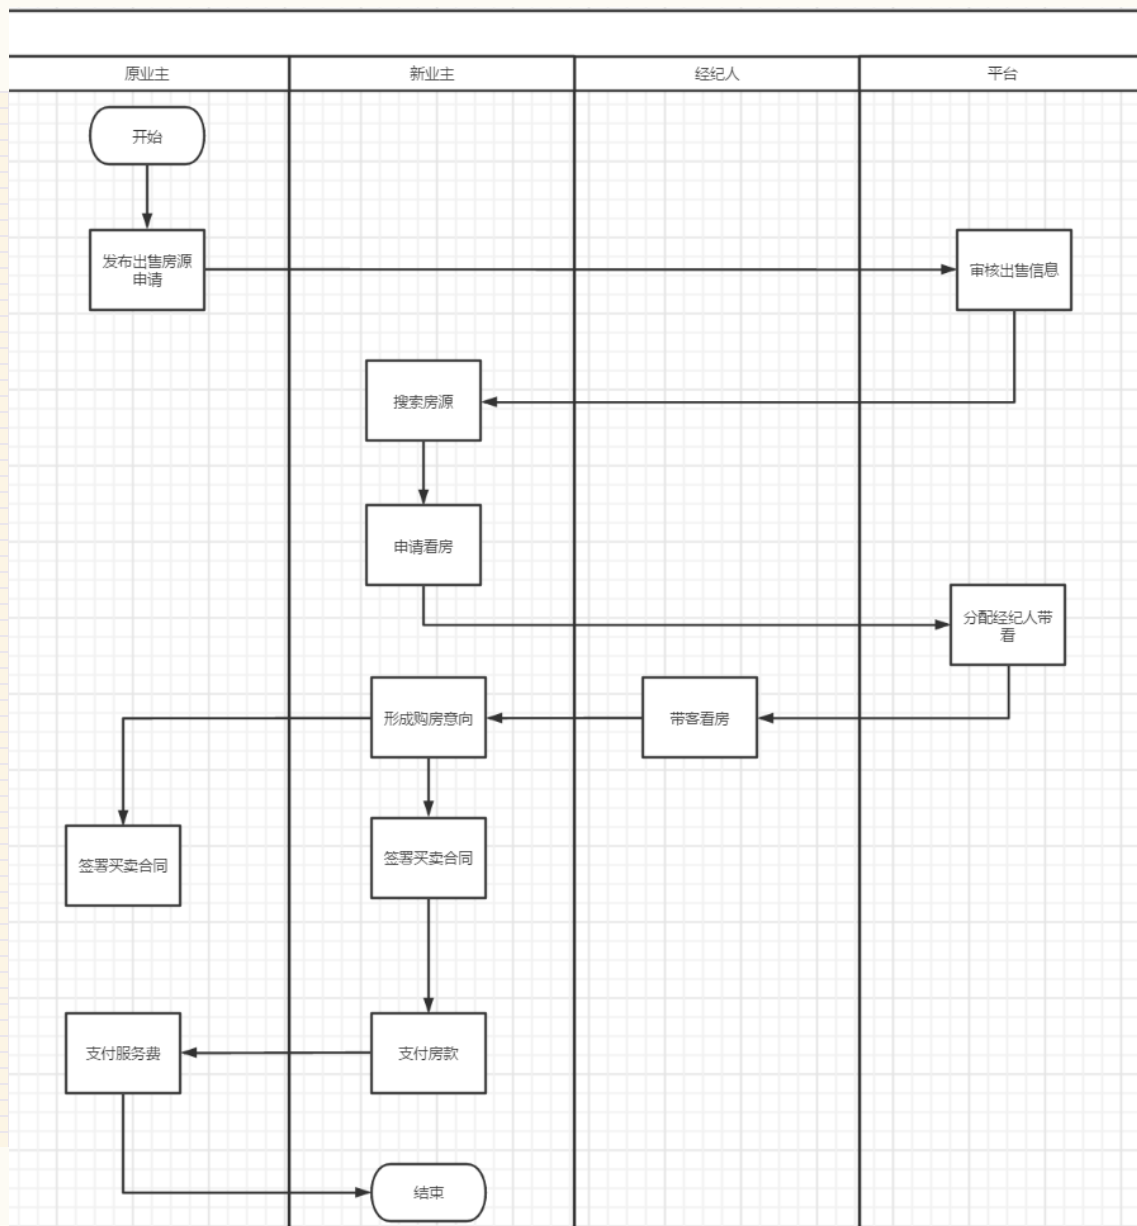 原业主
新业主
经纪人
平台
开始
发布出售房源
申请
审核出售信息
搜索房源
申请看房
分配经纪人带
看
形成购房意向
带客看房
签署买卖合同
签署买卖合同
支付服务费
支付房款
结束